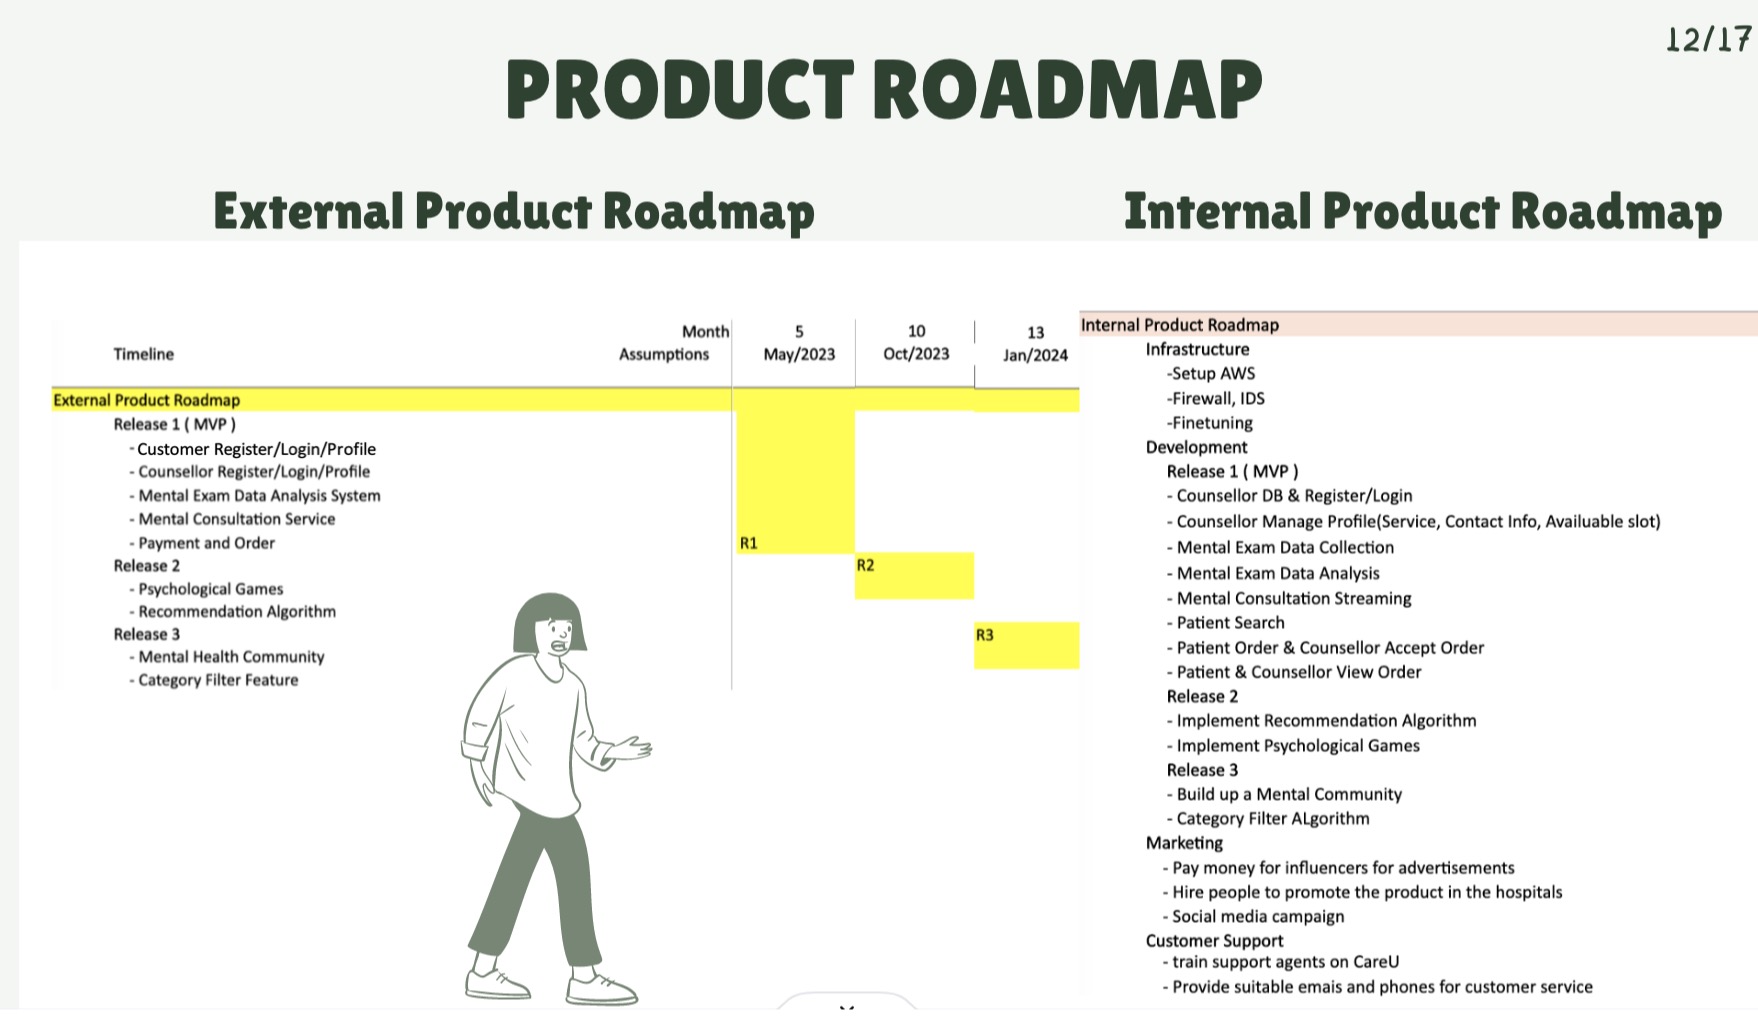 12/17
PRODUCT ROADMAP
External Product Roadmap
Month 5 10 13
Timeline Assumptions May/2023 Oct/2023 Jan/2024
External Product Roadmap
Release 1 ( MVP )
- Customer Register/Login/Profile
- Counsellor Register/Login/Profile
- Mental Exam Data Analysis System
- Mental Consultation Service
- Payment and Order R1
Release 2 R2
- Psychological Games
- Recommendation Algorithm
Release 3 R3
- Mental Health Community
- Category Filter Feature
Internal Product Roadmap
Internal Product Roadmap
Infrastructure
-Setup AWS
-Firewall, IDS
-Finetuning
Development
Release 1 ( MVP )
- Counsellor DB & Register/Login
- Counsellor Manage Profile(Service, Contact Info, Availuable slot)
- Mental Exam Data Collection
- Mental Exam Data Analysis
- Mental Consultation Streaming
- Patient Search
- Patient Order & Counsellor Accept Order
- Patient & Counsellor View Order
Release 2
- Implement Recommendation Algorithm
- Implement Psychological Games
Release 3
- Build up a Mental Community
- Category Filter ALgorithm
Marketing
- Pay money for influencers for advertisements
- Hire people to promote the product in the hospitals
- Social media campaign
Customer Support
- train support agents on CareU
- Provide suitable emais and phones for customer service